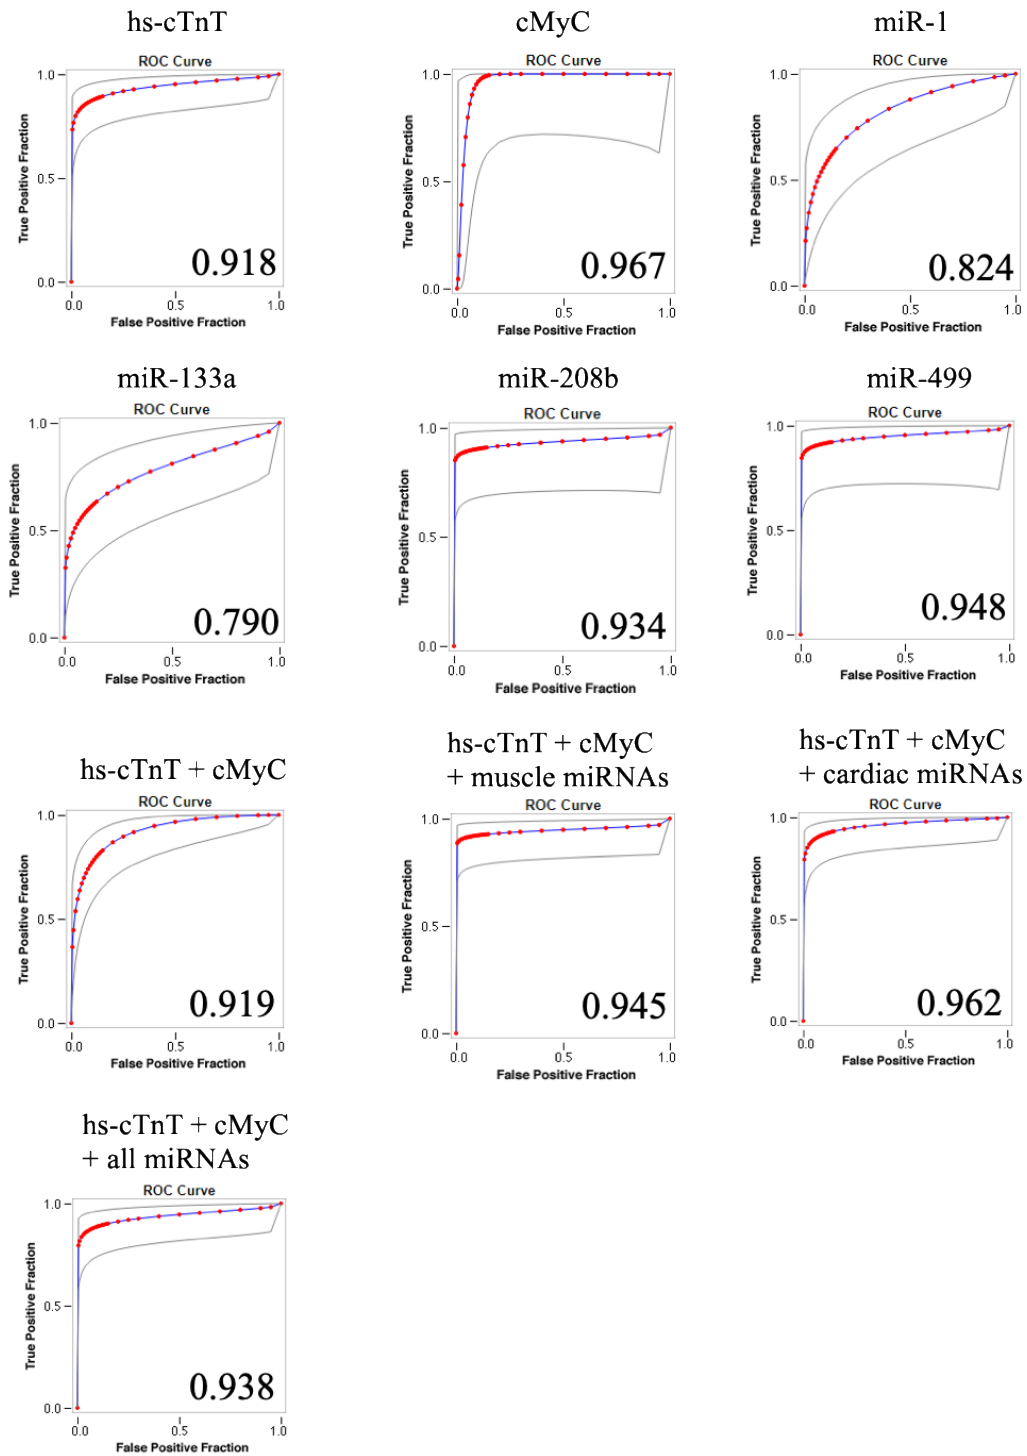 hs-cTnT
cMyC
miR-1
ROC Curve
ROC Curve
ROC Curve
True Positive Fraction
1.0
0.5
0.0
0.918
0.0
0.5
1.0
False Positive Fraction
True Positive Fraction
1.0
0.5
0.0
0.967
0.0
0.5
1.0
False Positive Fraction
True Positive Fraction
1.0
0.5
0.0
0.824
0.0
0.5
1.0
False Positive Fraction
miR-133a
miR-208b
miR-499
ROC Curve
ROC Curve
ROC Curve
True Positive Fraction
1.0
0.5
0.0
0.790
0.0
0.5
1.0
False Positive Fraction
True Positive Fraction
1.0
0.5
0.0
0.934
0.0
0.5
1.0
False Positive Fraction
True Positive Fraction
1.0
0.5
0.0
0.948
0.0
0.5
1.0
False Positive Fraction
hs-cTnT + cMyC
hs-cTnT + cMyC
+ muscle miRNAs
hs-cTnT + cMyC
+ cardiac miRNAs
ROC Curve
ROC Curve
ROC Curve
True Positive Fraction
1.0
0.5
0.0
0.919
0.0
0.5
1.0
False Positive Fraction
True Positive Fraction
1.0
0.5
0.0
0.945
0.0
0.5
1.0
False Positive Fraction
True Positive Fraction
1.0
0.5
0.0
0.962
0.0
0.5
1.0
False Positive Fraction
hs-cTnT + cMyC
+ all miRNAs
ROC Curve
True Positive Fraction
1.0
0.5
0.0
0.938
0.0
0.5
1.0
False Positive Fraction